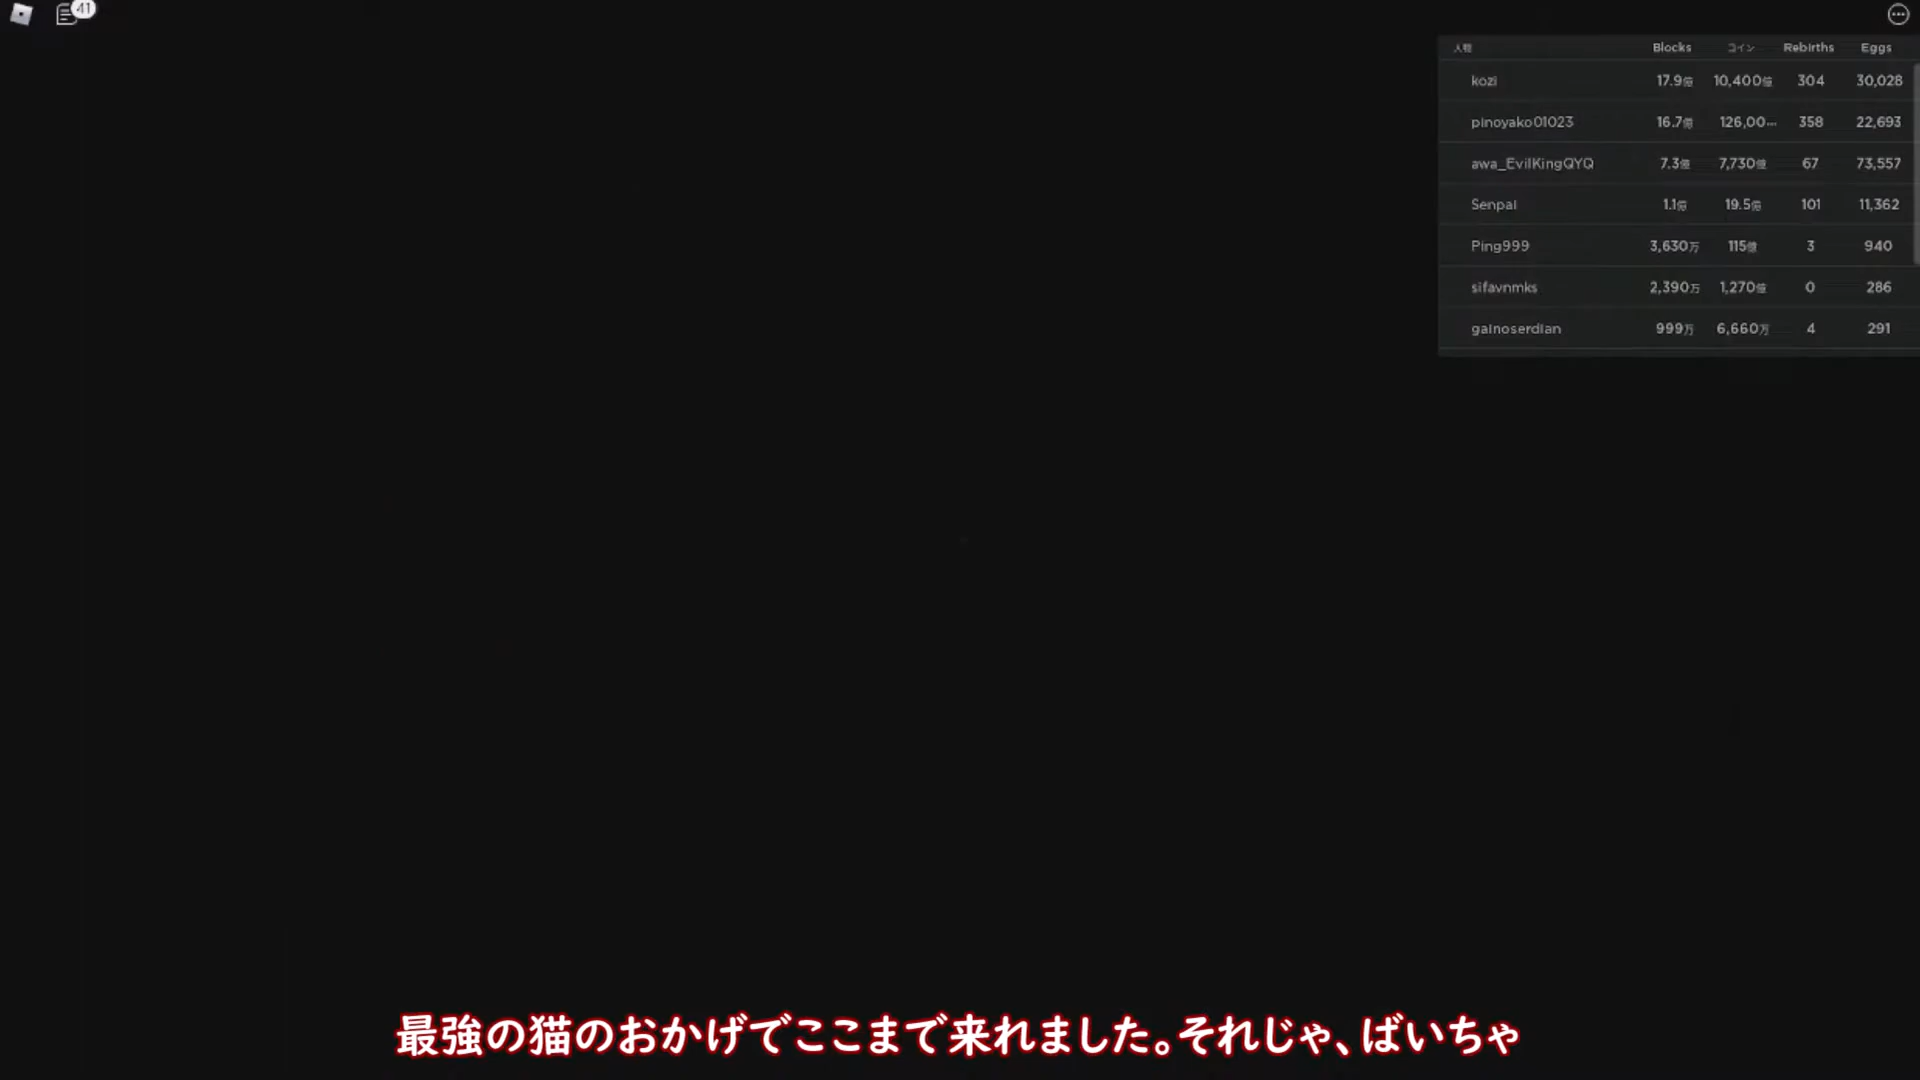 41
人物 Blocks コイン Rebirths Eggs
kozi 17.9億 10,400億 304 30,028
pinoyako01023 16.7億 126,00… 358 22,693
awa_EvilKingQYQ 7.3億 7,730億 67 73,557
Senpai 1.1億 19.5億 101 11,362
Ping999 3,630万 115億 3 940
sifavnmks 2,390万 1,270億 0 286
gainoserdian 999万 6,660万 4 291
最強の猫のおかげでここまで来れました。それじゃ、ばいちゃ